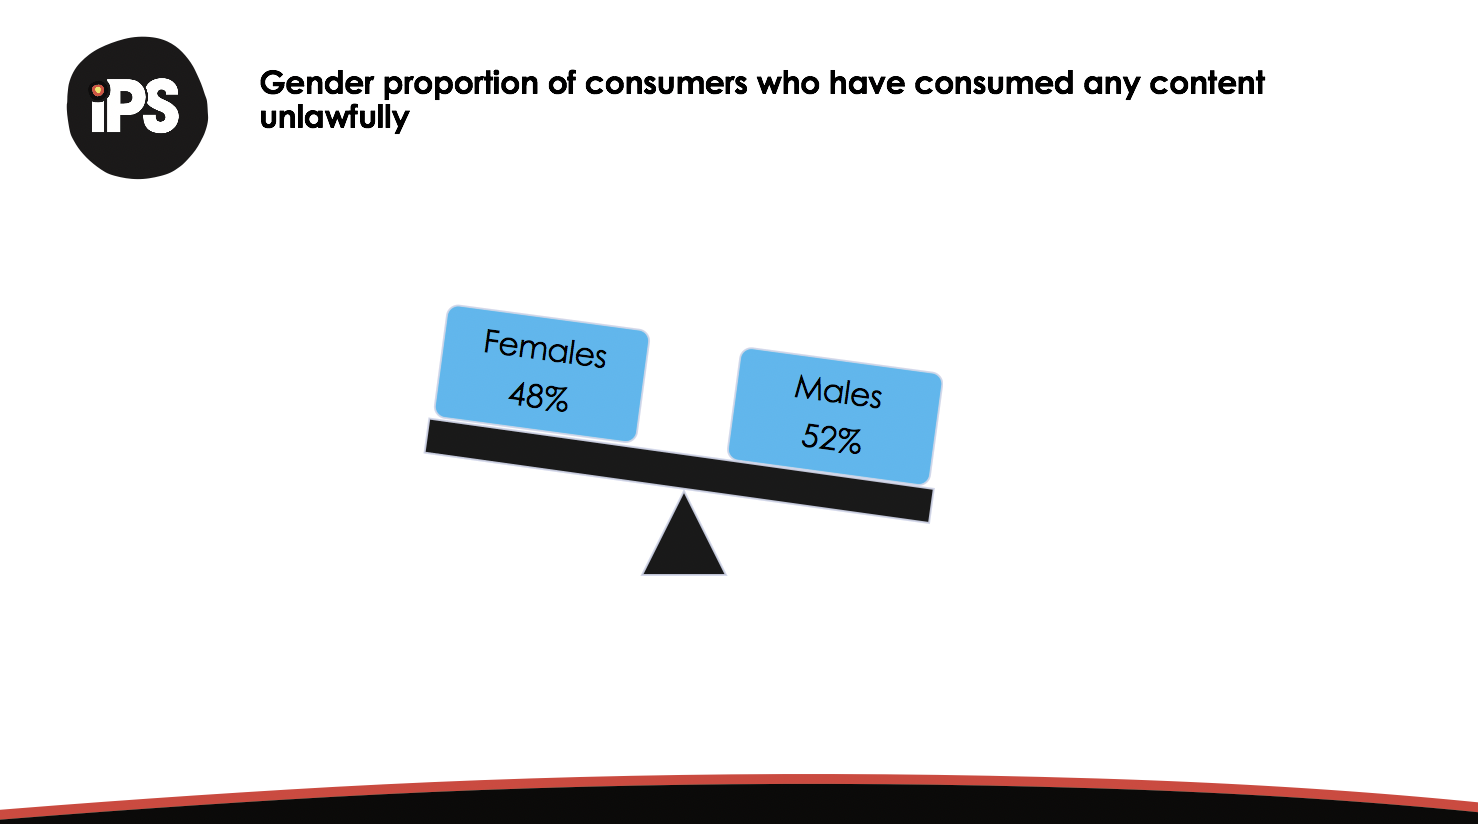 iPS
Gender proportion of consumers who have consumed any content
unlawfully
Females
48%
Males
52%